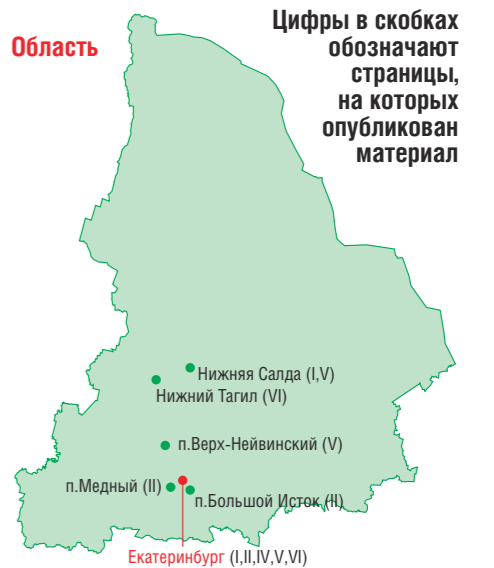 Область
Цифры в скобках
обозначают
страницы,
на которых
опубликован
материал
Нижняя Салда (I,V)
Нижний Тагил (VI)
п.Верх-Нейвинский (V)
п.Медный (II)
п.Большой Исток (II)
Екатеринбург (I,II,IV,V,VI)